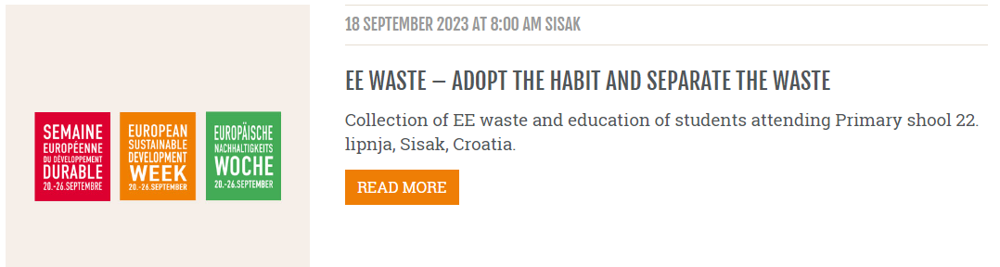 18 SEPTEMBER 2023 AT 8:00 AM SISAK
EE WASTE – ADOPT THE HABIT AND SEPARATE THE WASTE
Collection of EE waste and education of students attending Primary shool 22.
lipnja, Sisak, Croatia.
READ MORE
SEMAINE
EUROPÉENNE
DU DÉVELOPPEMENT
DURABLE
20.-26.SEPTEMBRE
EUROPEAN
SUSTAINABLE
DEVELOPMENT
WEEK
20.-26.SEPTEMBER
EUROPÄISCHE
NACHHALTIGKEITS
WOCHE
20.-26.SEPTEMBER